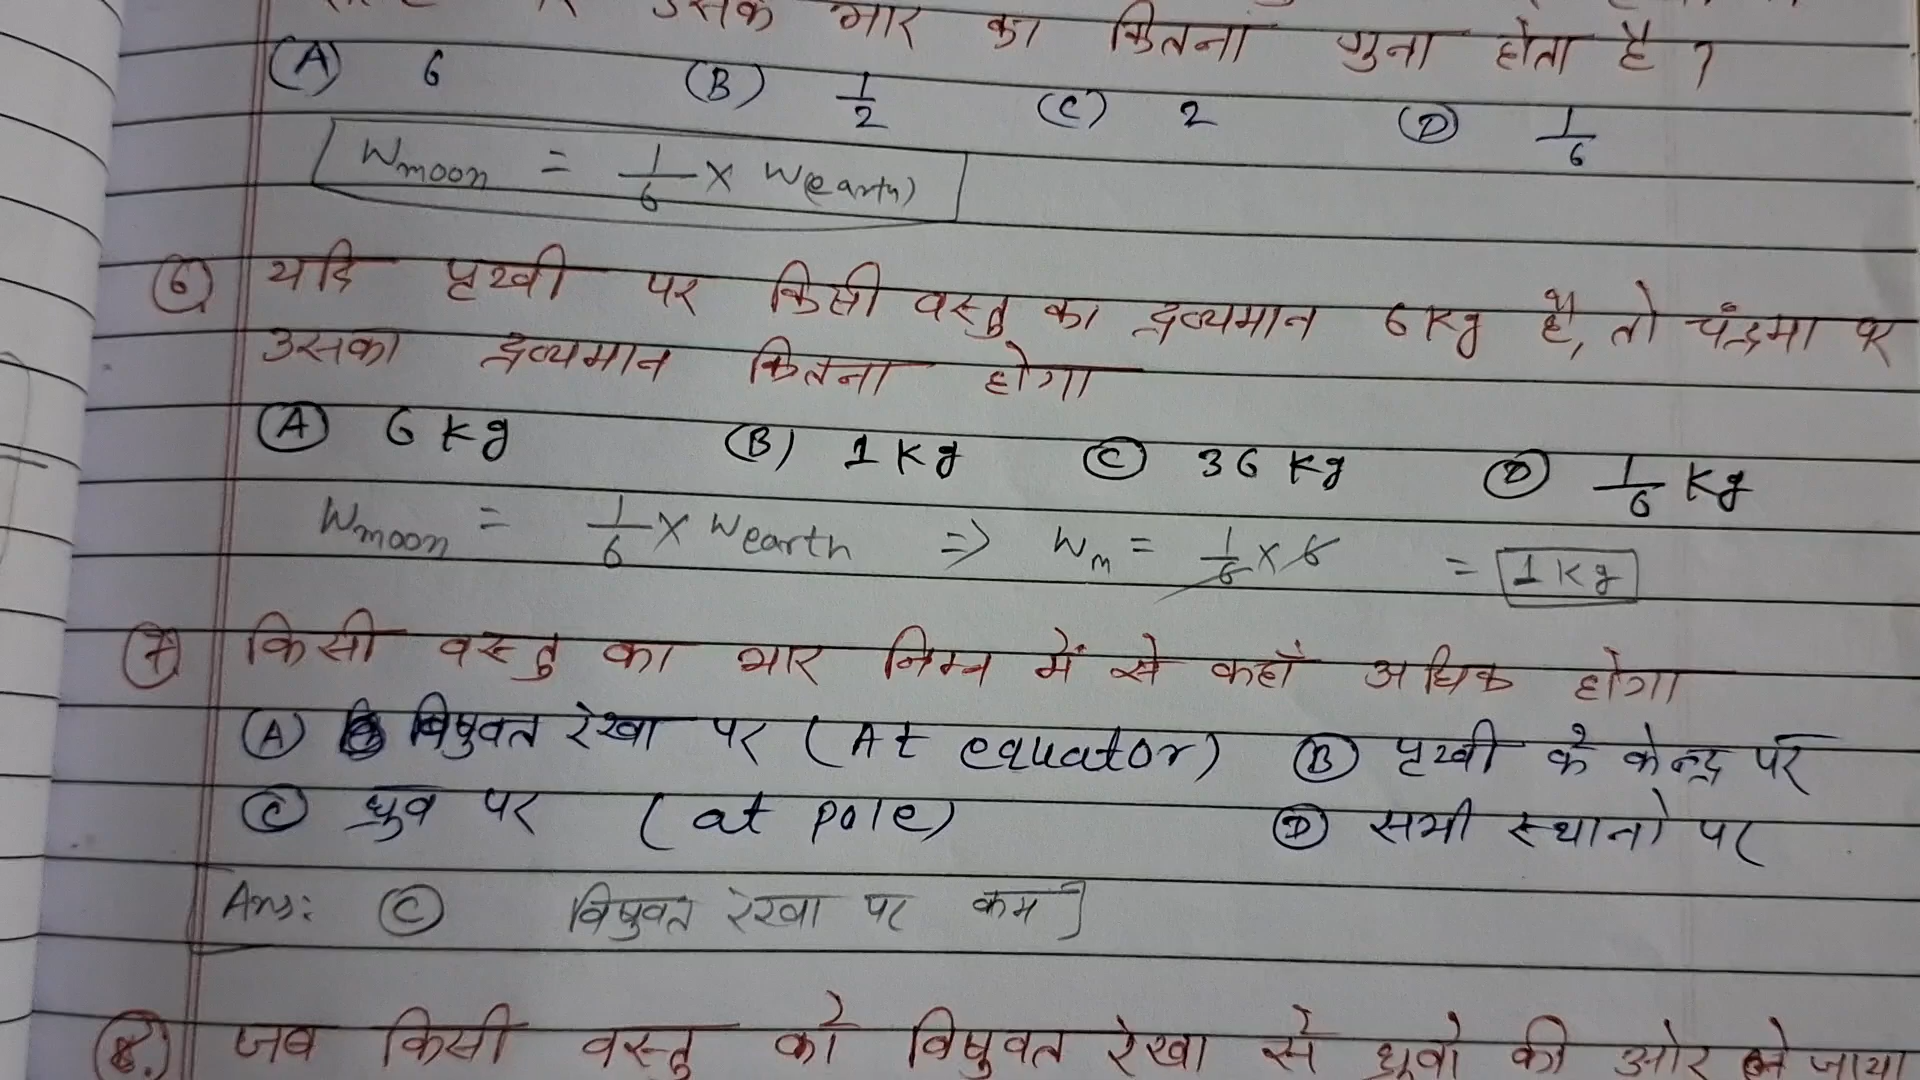 उसके भार का कितना गुना होता है ?
(A) 6 (B) 1/2 (C) 2 (D) 1/6
Wmoon = 1/6 × W(earth)
(6) यदि पृथ्वी पर किसी वस्तु का द्रव्यमान 6 Kg है, तो चंद्रमा पर
उसका द्रव्यमान कितना होगा
(A) 6 Kg (B) 1 Kg (C) 36 Kg (D) 1/6 Kg
Wmoon = 1/6 × Wearth => Wm = 1/6 × 6 = 1 Kg
(7) किसी वस्तु का भार निम्न में से कहाँ अधिक होगा
(A) विषुवत रेखा पर (At equator) (B) पृथ्वी के केन्द्र पर
(C) ध्रुव पर (at pole) (D) सभी स्थानो पर
Ans: (C) विषुवत रेखा पर कम]
(8.) जब किसी वस्तु को विषुवत रेखा से ध्रूवो की ओर ले जाया